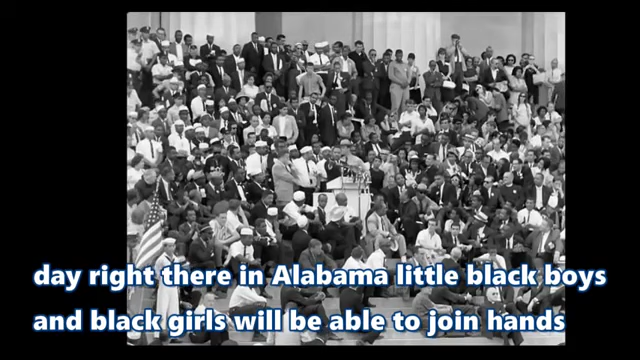 day right there in Alabama little black boys
and black girls will be able to join hands